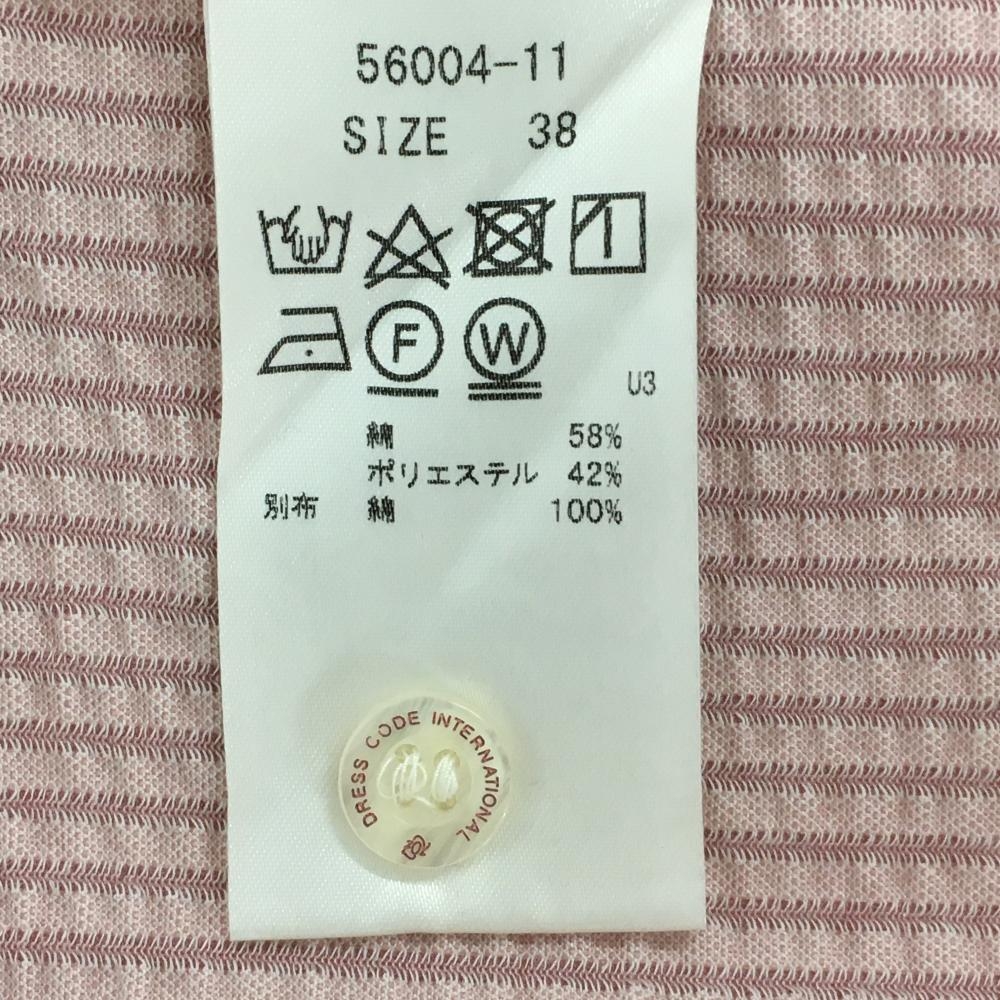 56004-11
SIZE 38
F W
U3
綿 58%
ポリエステル 42%
別布 綿 100%
DRESS CODE INTERNATIONAL